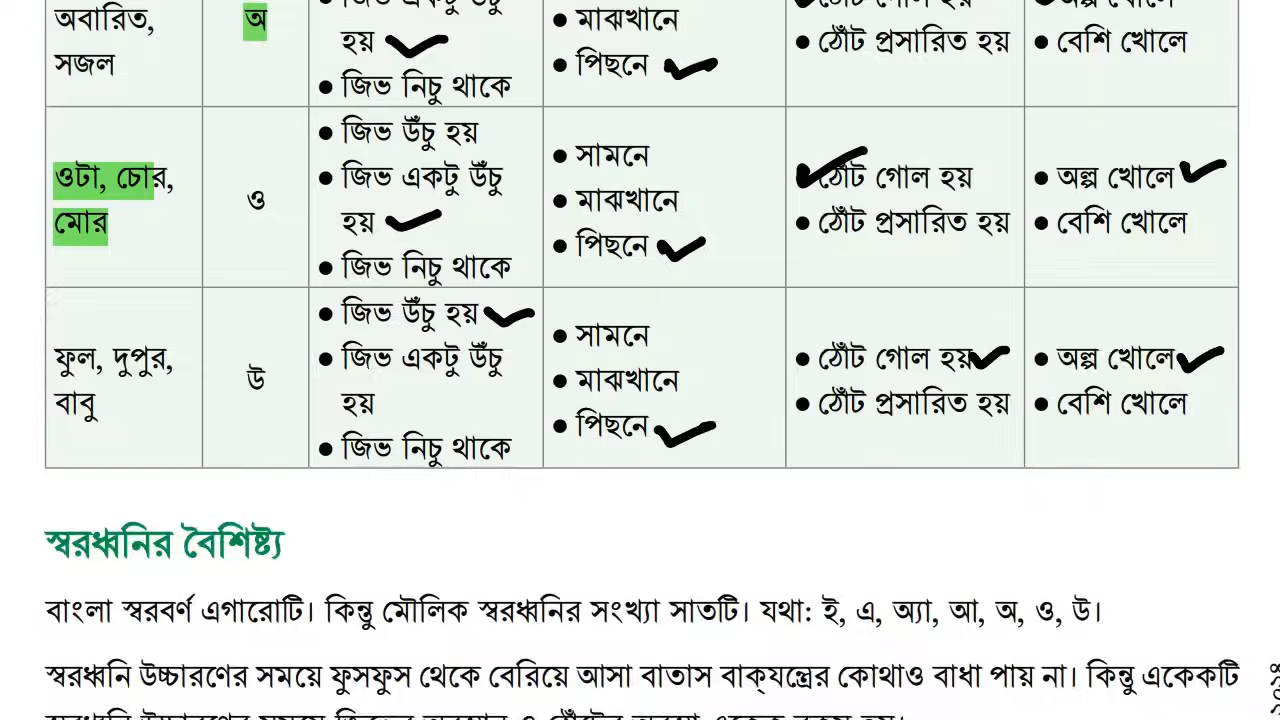 অবারিত,
সজল
অ
হয়
● জিভ নিচু থাকে
● মাঝখানে
● পিছনে
● ঠোঁট প্রসারিত হয়
● বেশি খোলে
ওটা, চোর,
মোর
ও
● জিভ উঁচু হয়
● জিভ একটু উঁচু
হয়
● জিভ নিচু থাকে
● সামনে
● মাঝখানে
● পিছনে
● ঠোঁট গোল হয়
● ঠোঁট প্রসারিত হয়
● অল্প খোলে
● বেশি খোলে
ফুল, দুপুর,
বাবু
উ
● জিভ উঁচু হয়
● জিভ একটু উঁচু
হয়
● জিভ নিচু থাকে
● সামনে
● মাঝখানে
● পিছনে
● ঠোঁট গোল হয়
● ঠোঁট প্রসারিত হয়
● অল্প খোলে
● বেশি খোলে
স্বরধ্বনির বৈশিষ্ট্য
বাংলা স্বরবর্ণ এগারোটি। কিন্তু মৌলিক স্বরধ্বনির সংখ্যা সাতটি। যথা: ই, এ, অ্যা, আ, অ, ও, উ।
স্বরধ্বনি উচ্চারণের সময়ে ফুসফুস থেকে বেরিয়ে আসা বাতাস বাক্‌যন্ত্রের কোথাও বাধা পায় না। কিন্তু একেকটি